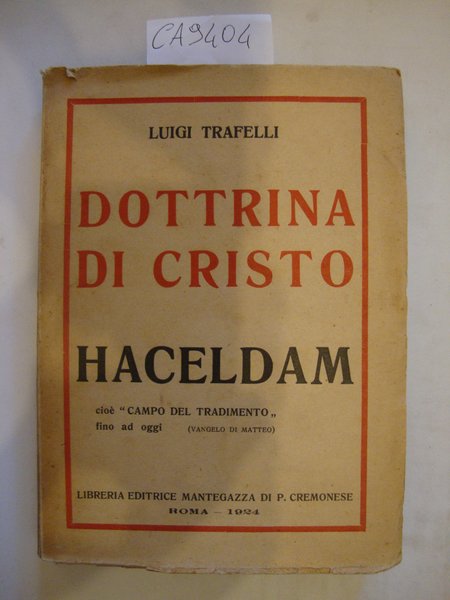 CA9404
LUIGI TRAFELLI
DOTTRINA
DI CRISTO
HACELDAM
cioè "CAMPO DEL TRADIMENTO„
fino ad oggi (VANGELO DI MATTEO)
LIBRERIA EDITRICE MANTEGAZZA DI P. CREMONESE
ROMA - 1924